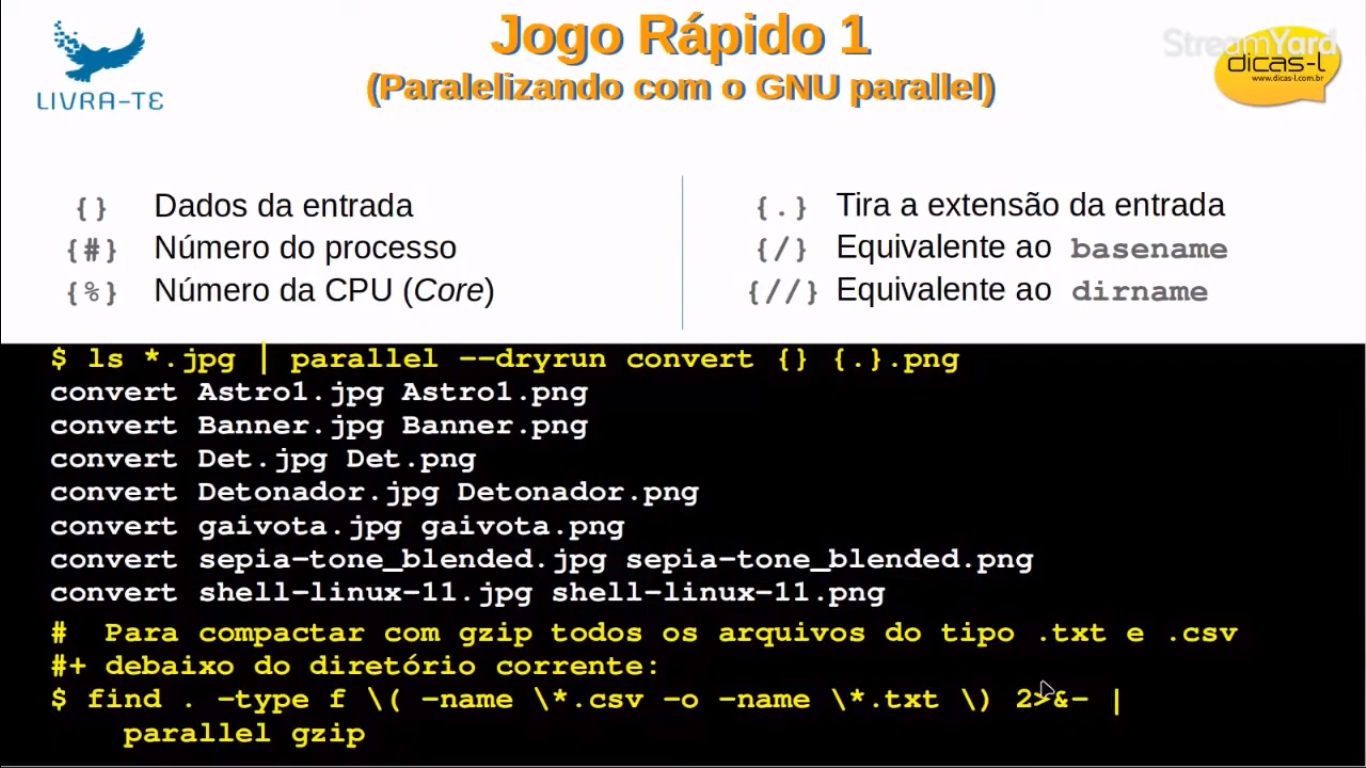 Jogo Rápido 1
(Paralelizando com o GNU parallel)
LIVRA-TE
StreamYard
dicas-l
www.dicas-l.com.br
{} Dados da entrada
{#} Número do processo
{%} Número da CPU (Core)
{.} Tira a extensão da entrada
{/} Equivalente ao basename
{//} Equivalente ao dirname
$ ls *.jpg | parallel --dryrun convert {} {.}.png
convert Astro1.jpg Astro1.png
convert Banner.jpg Banner.png
convert Det.jpg Det.png
convert Detonador.jpg Detonador.png
convert gaivota.jpg gaivota.png
convert sepia-tone_blended.jpg sepia-tone_blended.png
convert shell-linux-11.jpg shell-linux-11.png
# Para compactar com gzip todos os arquivos do tipo .txt e .csv
#+ debaixo do diretório corrente:
$ find . -type f \( -name \*.csv -o -name \*.txt \) 2>&- |
parallel gzip